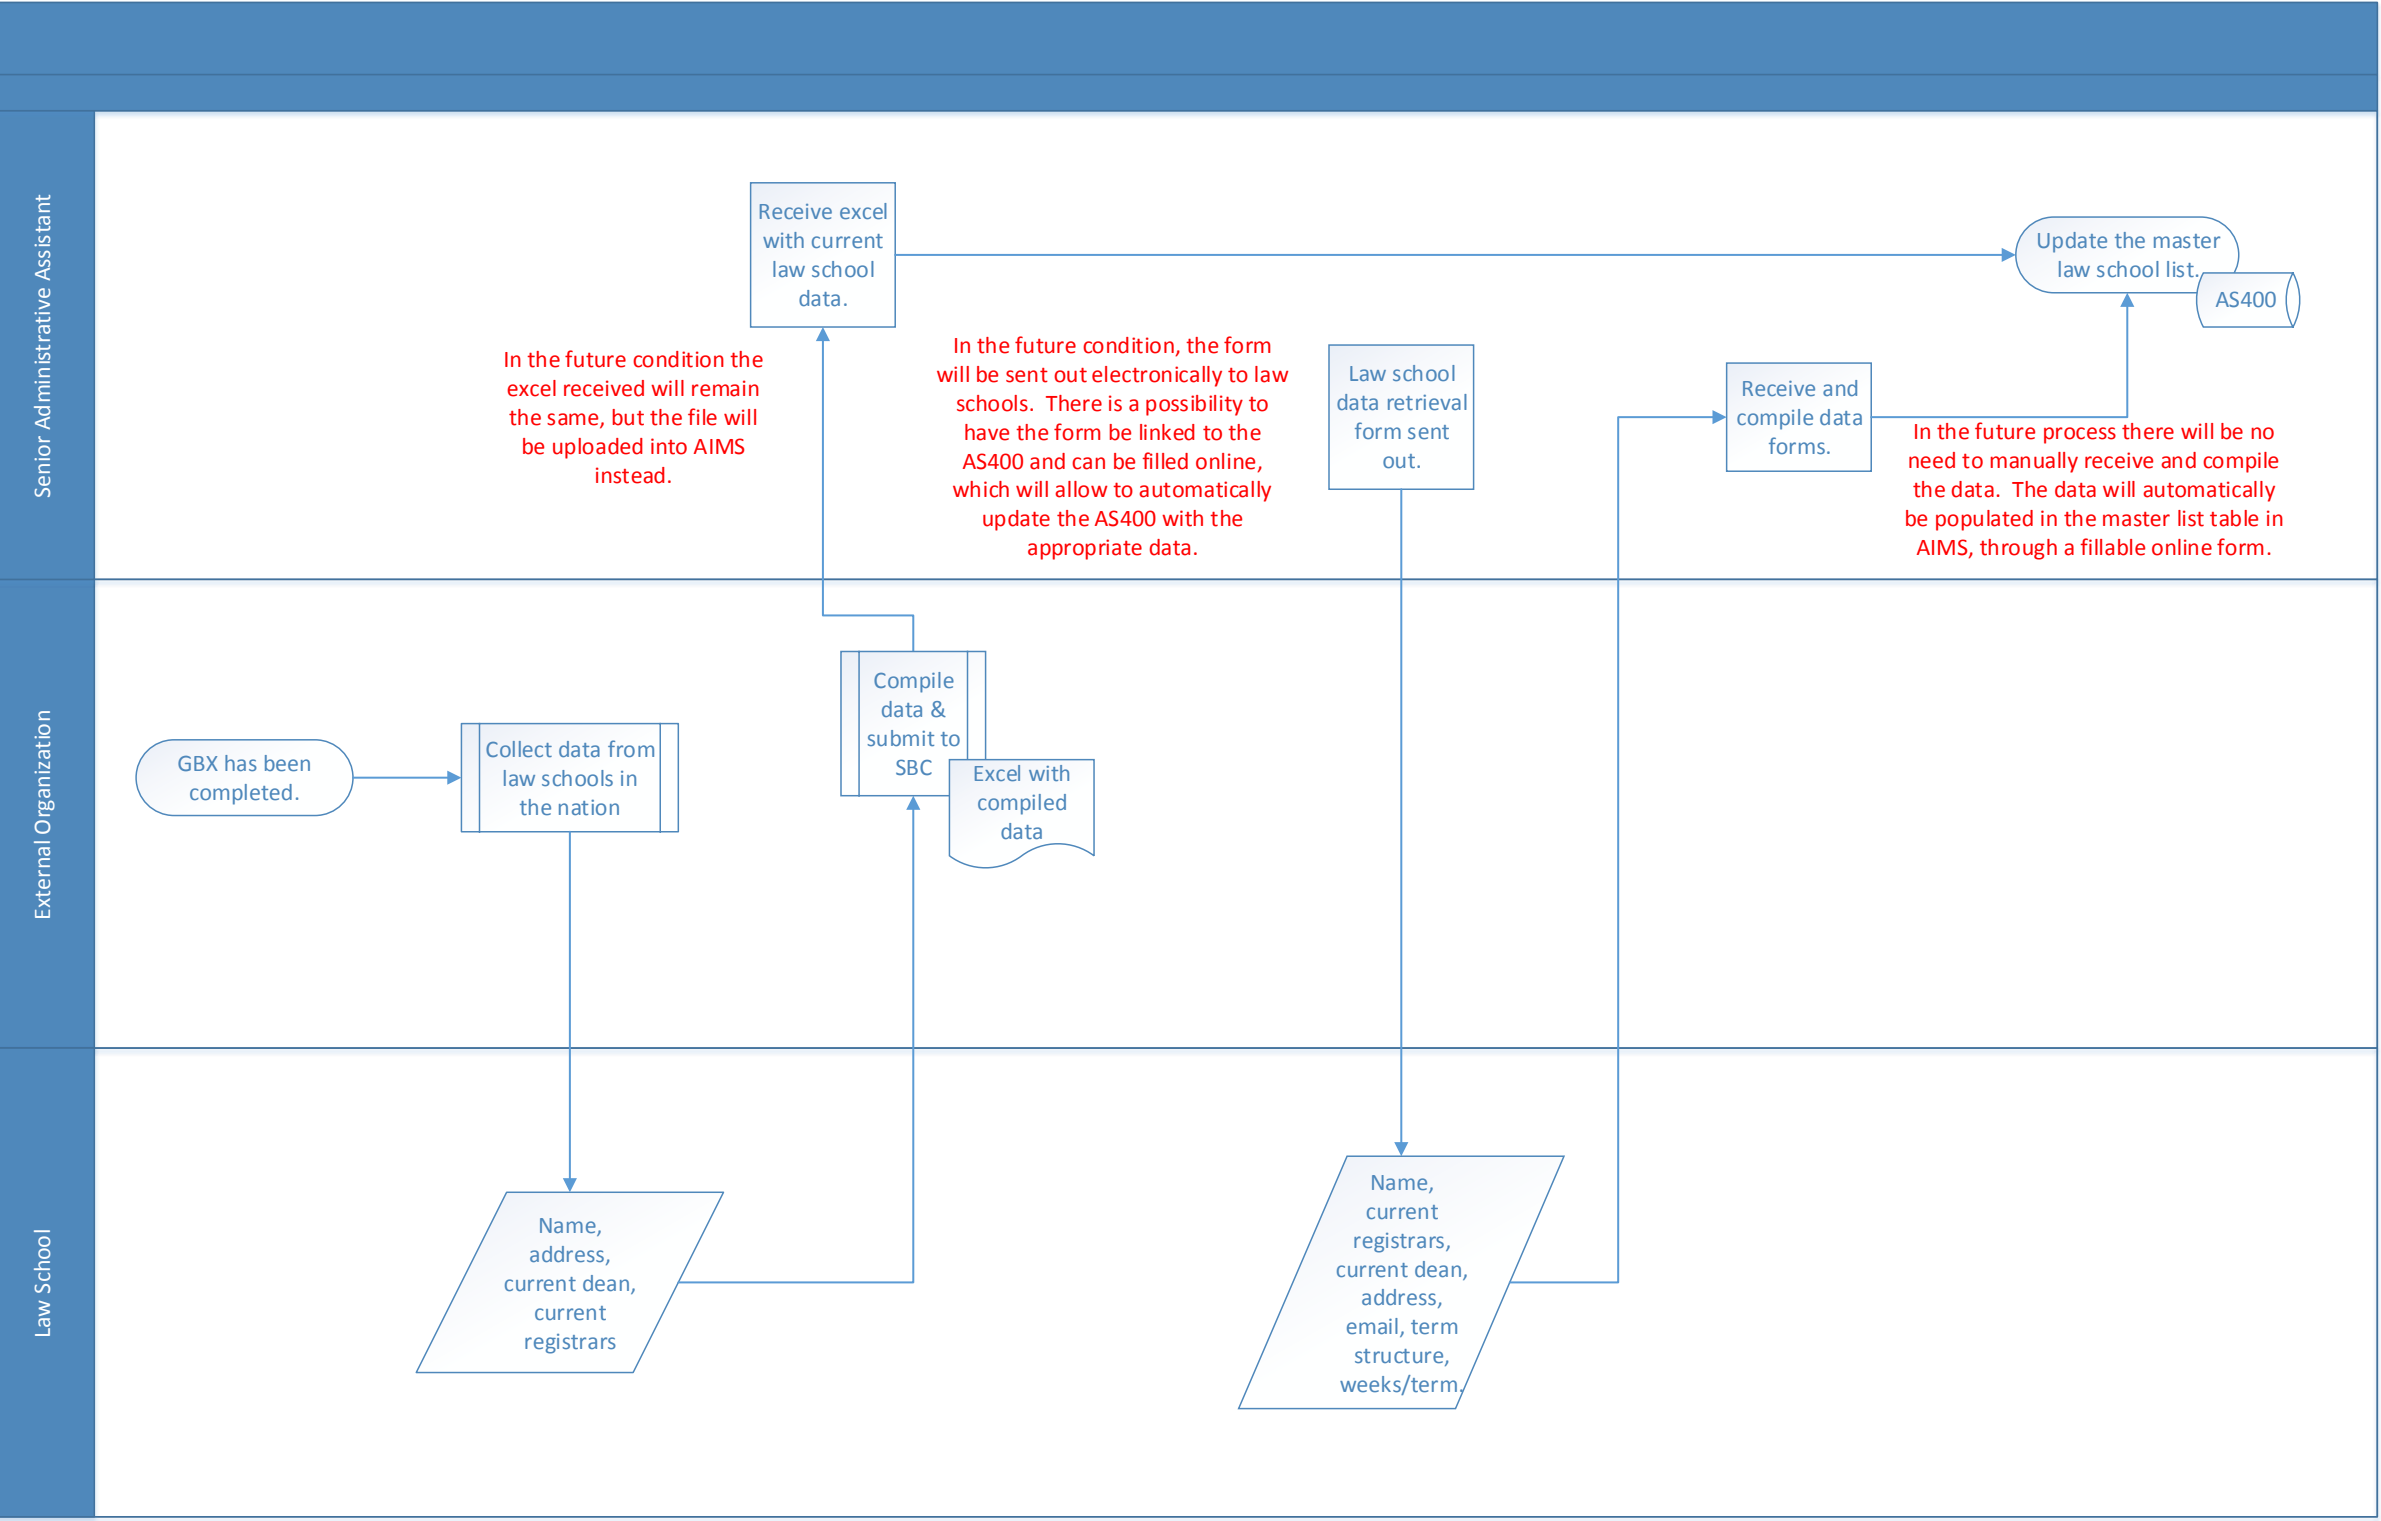 Senior Administrative Assistant
Receive excel
with current
law school
data.
Update the master
law school list.
AS400
In the future condition the
excel received will remain
the same, but the file will
be uploaded into AIMS
instead.
In the future condition, the form
will be sent out electronically to law
schools.  There is a possibility to
have the form be linked to the
AS400 and can be filled online,
which will allow to automatically
update the AS400 with the
appropriate data.
Law school
data retrieval
form sent
out.
Receive and
compile data
forms.
In the future process there will be no
need to manually receive and compile
the data.  The data will automatically
be populated in the master list table in
AIMS, through a fillable online form.
External Organization
GBX has been
completed.
Collect data from
law schools in
the nation
Compile
data &
submit to
SBC
Excel with
compiled
data
Law School
Name,
address,
current dean,
current
registrars
Name,
current
registrars,
current dean,
address,
email, term
structure,
weeks/term.